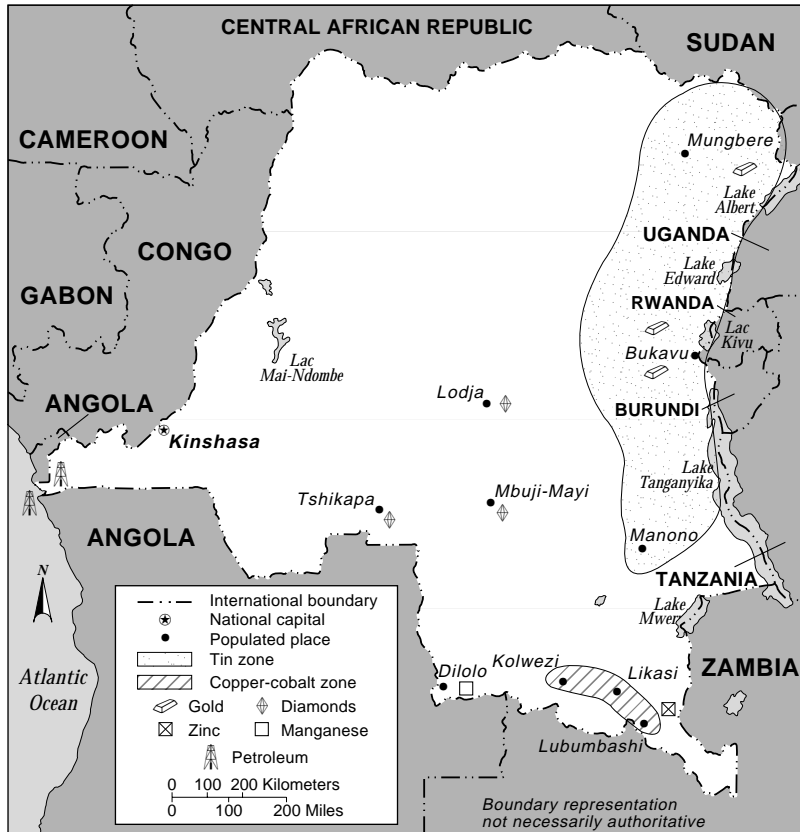 CENTRAL AFRICAN REPUBLIC
SUDAN
CAMEROON
Mungbere
Lake
Albert
CONGO
UGANDA
GABON
Lake
Edward
RWANDA
Lac
Kivu
Bukavu
Lac
Mai-Ndombe
ANGOLA
Lodja
BURUNDI
Kinshasa
Lake
Tanganyika
Tshikapa
Mbuji-Mayi
ANGOLA
Manono
N
TANZANIA
Lake
Mweru
Atlantic
Ocean
Dilolo
Kolwezi
Likasi
ZAMBIA
Lubumbashi
International boundary
National capital
Populated place
Tin zone
Copper-cobalt zone
Gold
Diamonds
Zinc
Manganese
Petroleum
0 100 200 Kilometers
0 100 200 Miles
Boundary representation
not necessarily authoritative